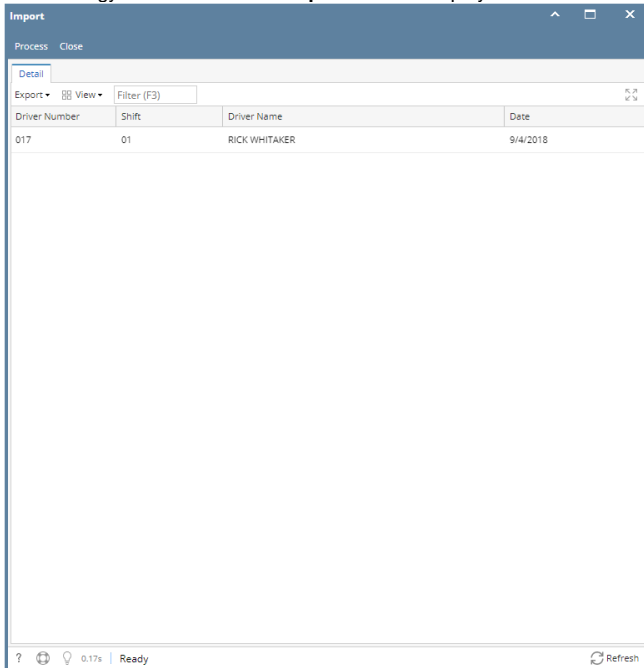 Import
Process Close
Detail
Export View Filter (F3)
Driver Number Shift Driver Name Date
017 01 RICK WHITAKER 9/4/2018
? 0.17s Ready Refresh